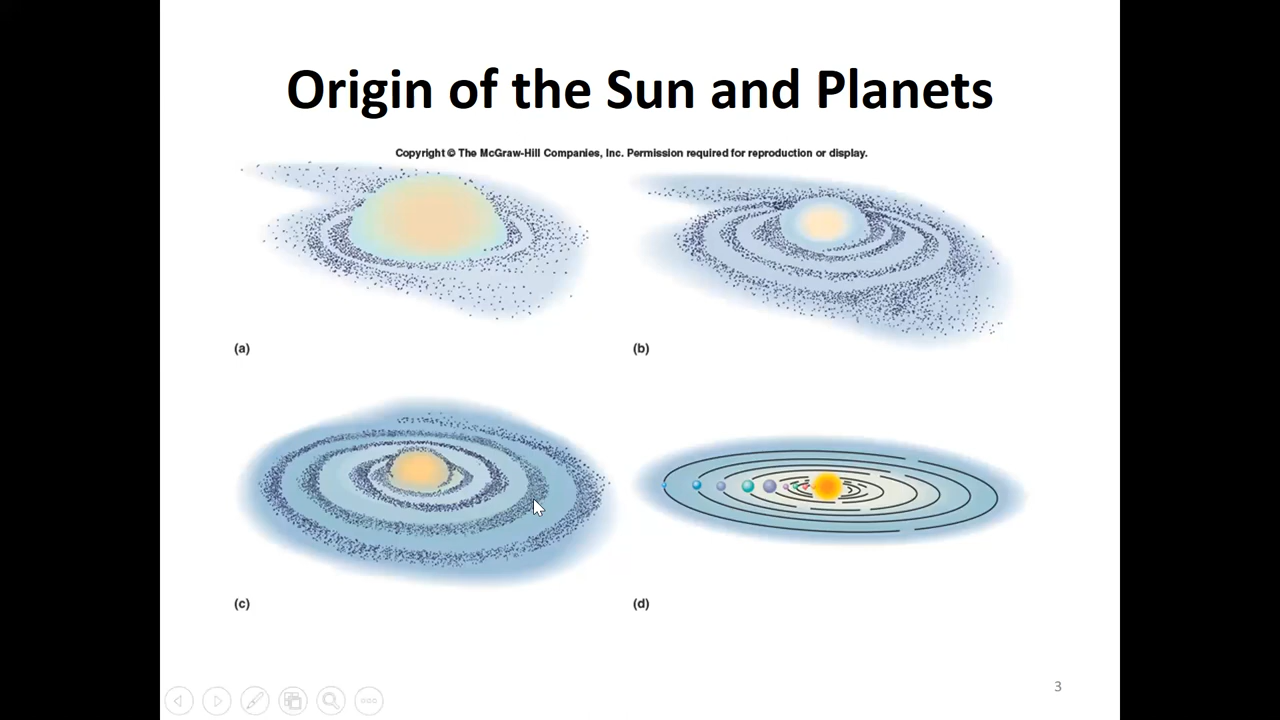 Origin of the Sun and Planets
Copyright © The McGraw-Hill Companies, Inc. Permission required for reproduction or display.
(a)
(b)
(c)
(d)
3